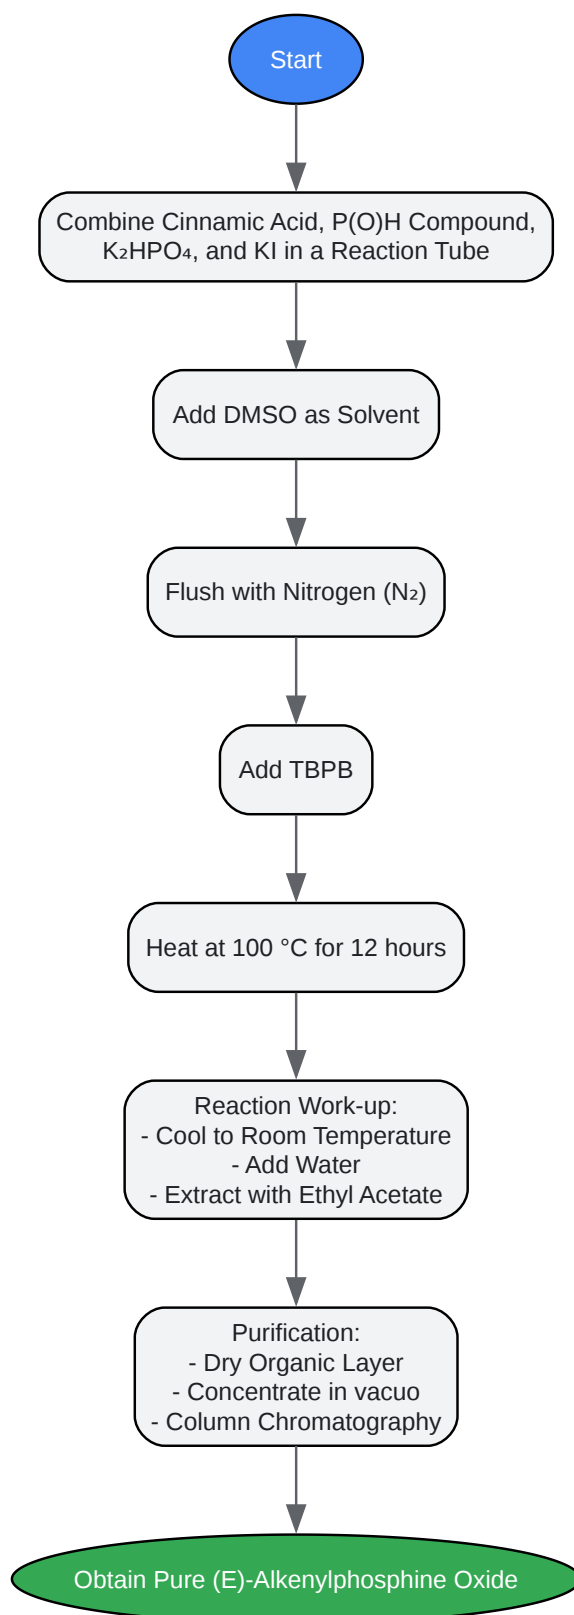 Start
Combine Cinnamic Acid, P(O)H Compound,
K₂HPO₄, and KI in a Reaction Tube
Add DMSO as Solvent
Flush with Nitrogen (N₂)
Add TBPB
Heat at 100 °C for 12 hours
Reaction Work-up:
- Cool to Room Temperature
- Add Water
- Extract with Ethyl Acetate
Purification:
- Dry Organic Layer
- Concentrate in vacuo
- Column Chromatography
Obtain Pure (E)-Alkenylphosphine Oxide